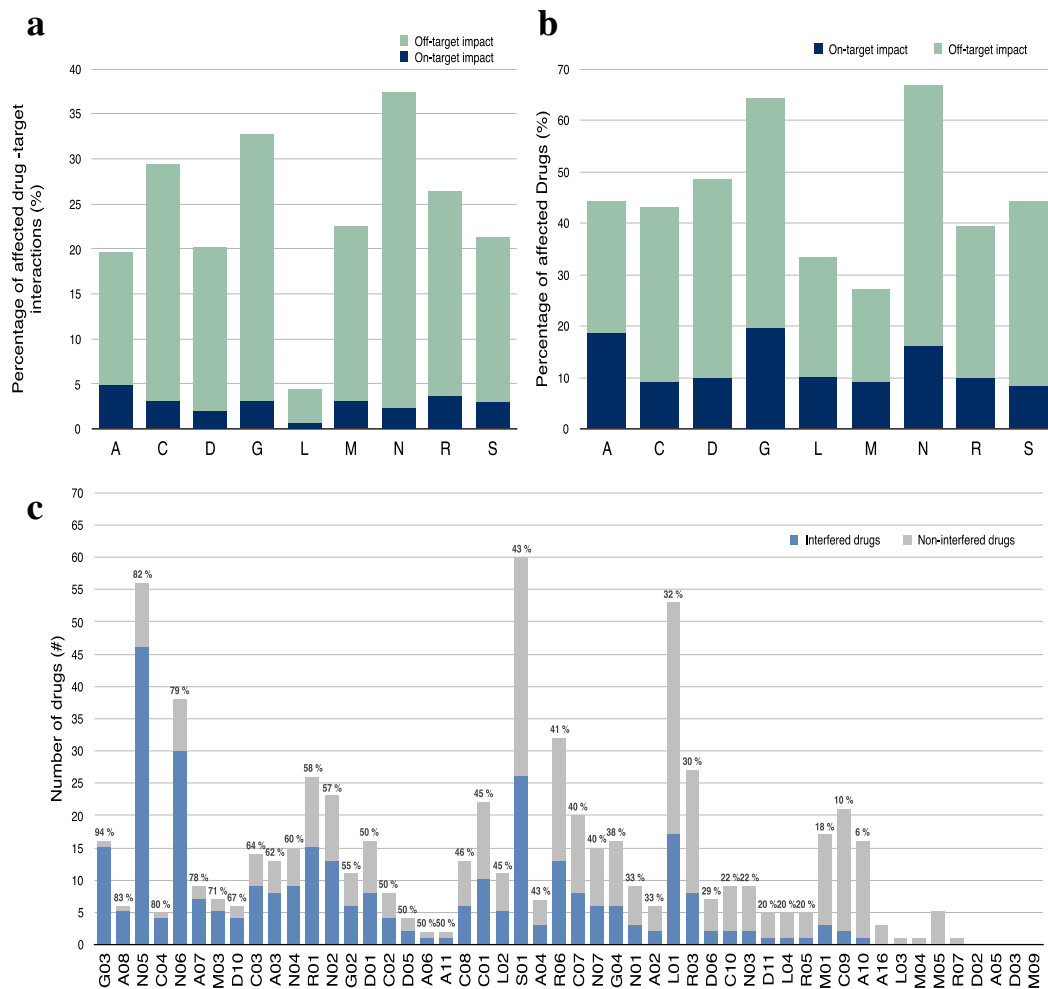 a
Off-target impact
On-target impact
Percentage of affected drug -target
interactions (%)
40
35
30
25
20
15
10
5
0
A C D G L M N R S
b
On-target impact Off-target impact
Percentage of affected Drugs (%)
70
60
50
40
30
20
10
0
A C D G L M N R S
c
Interfered drugs Non-interfered drugs
Number of drugs (#)
70
65
60
55
50
45
40
35
30
25
20
15
10
5
0
94 % 83 % 82 % 80 % 79 % 78 % 71 % 67 % 64 % 62 % 60 % 58 % 57 % 55 % 50 % 50 % 50 % 50 % 50 % 46 % 45 % 45 % 43 % 43 % 41 % 40 % 40 % 38 % 33 % 33 % 32 % 30 % 29 % 22 % 22 % 20 % 20 % 20 % 18 % 10 % 6 %
G03 A08 N05 C04 N06 A07 M03 D10 C03 A03 N04 R01 N02 G02 D01 C02 D05 A06 A11 C08 C01 L02 S01 A04 R06 C07 N07 G04 N01 A02 L01 R03 D06 C10 N03 D11 L04 R05 M01 C09 A10 A16 L03 M04 M05 R07 D02 A05 D03 M09